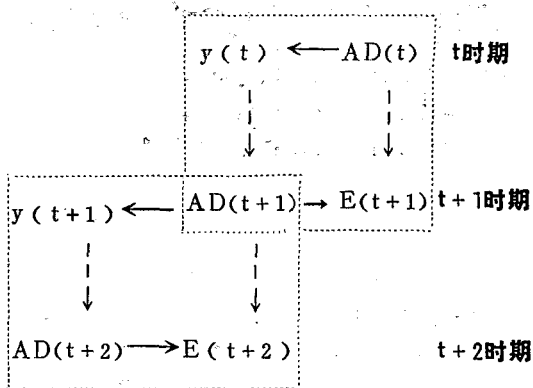 y(t) ← AD(t) t时期
y(t+1) ← AD(t+1) → E(t+1) t+1时期
AD(t+2) → E(t+2) t+2时期